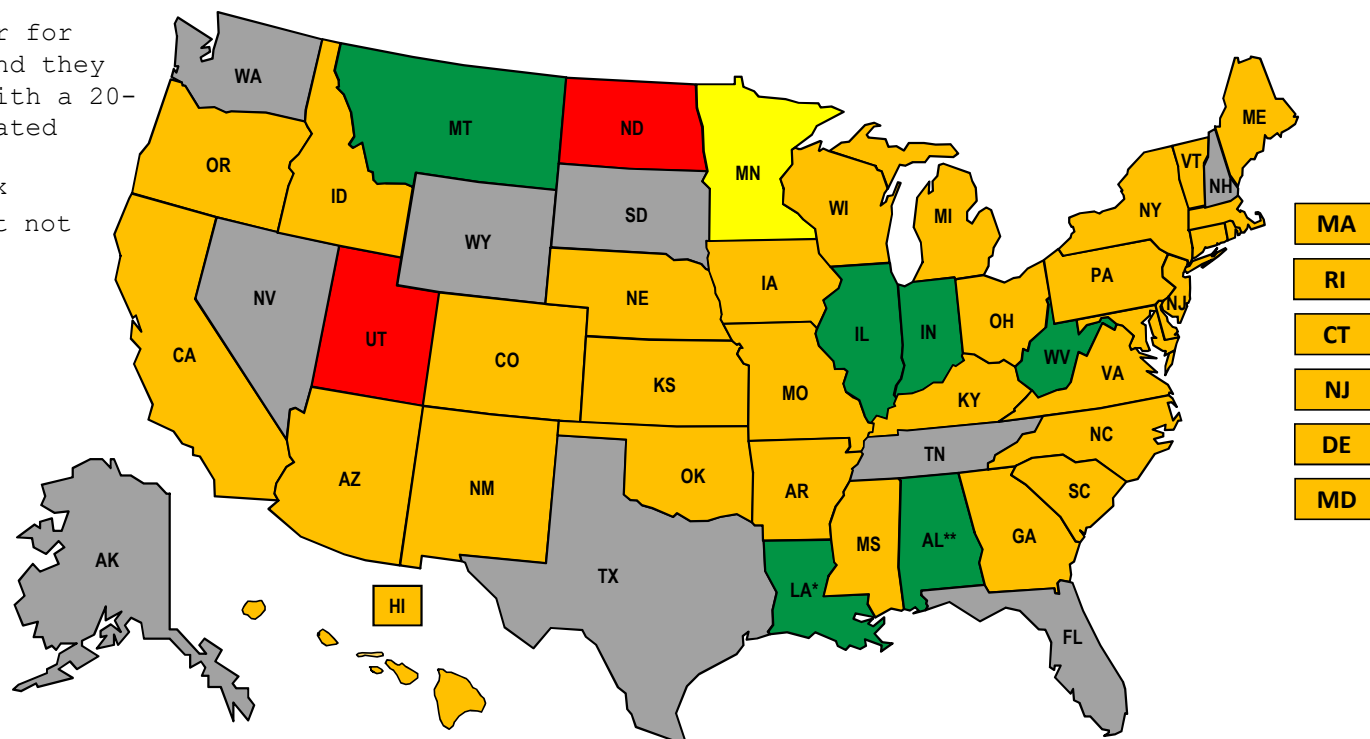 r for
nd they
ith a 20-
ated
x
t not
WA
MT
ND
MN
OR
ID
WY
SD
WI
MI
NY
VT
NH
ME
NV
UT
CA
CO
NE
IA
IL
IN
OH
PA
NJ
WV
VA
KS
MO
KY
AZ
NM
OK
AR
TN
NC
SC
MS
AL**
GA
LA*
TX
FL
AK
HI
MA
RI
CT
NJ
DE
MD